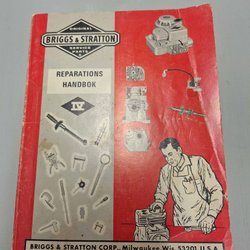 ORIGINAL
BRIGGS & STRATTON
SERVICE
PARTS
REPARATIONS
HANDBOK
IV
BRIGGS & STRATTON CORP. Milwaukee, Wis. 53201 U.S.A.